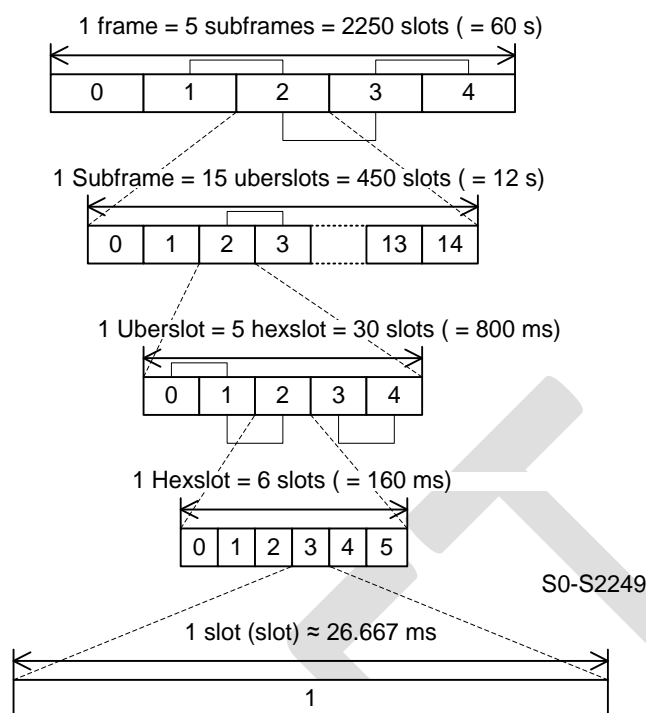 1 frame = 5 subframes = 2250 slots ( = 60 s)
0 1 2 3 4
1 Subframe = 15 uberslots = 450 slots ( = 12 s)
0 1 2 3 13 14
1 Uberslot = 5 hexslot = 30 slots ( = 800 ms)
0 1 2 3 4
1 Hexslot = 6 slots ( = 160 ms)
0 1 2 3 4 5
S0-S2249
1 slot (slot) ≈ 26.667 ms
1